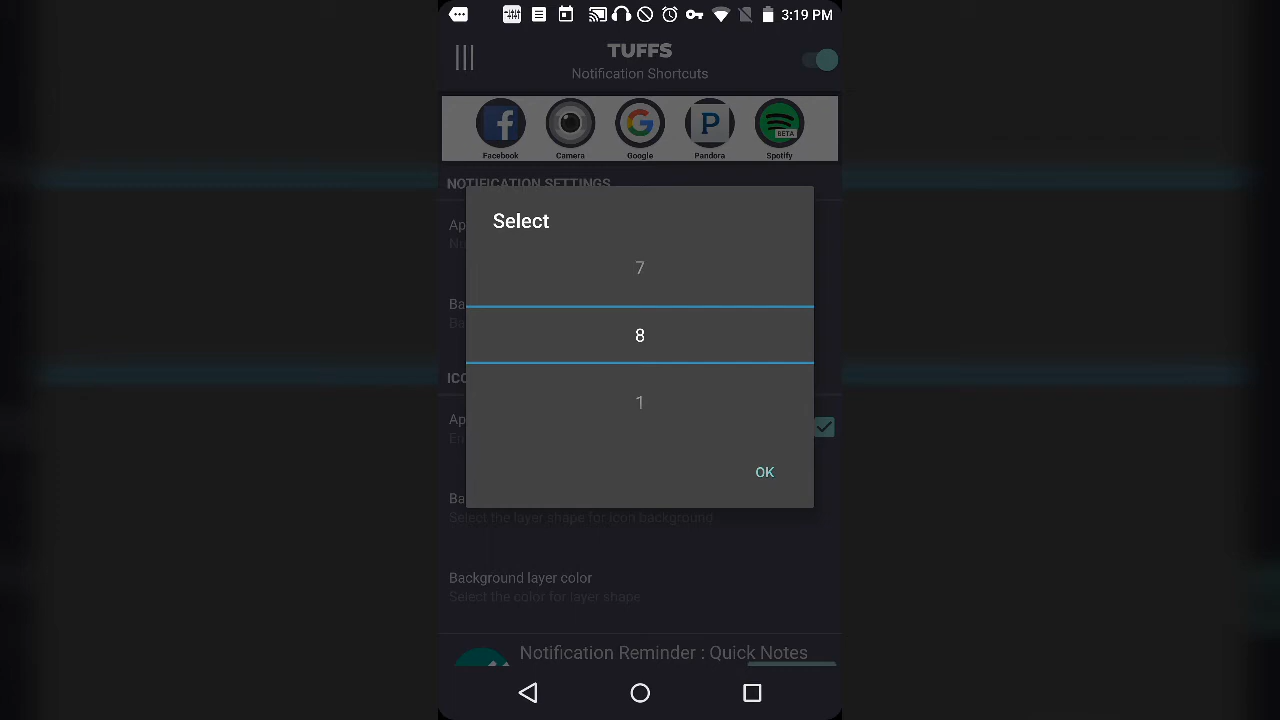 3:19 PM
TUFFS
Notification Shortcuts
Facebook
Camera
Google
Pandora
BETA
Spotify
NOTIFICATION SETTINGS
Select
7
8
1
OK
Select the layer shape for icon background
Background layer color
Select the color for layer shape
Notification Reminder : Quick Notes